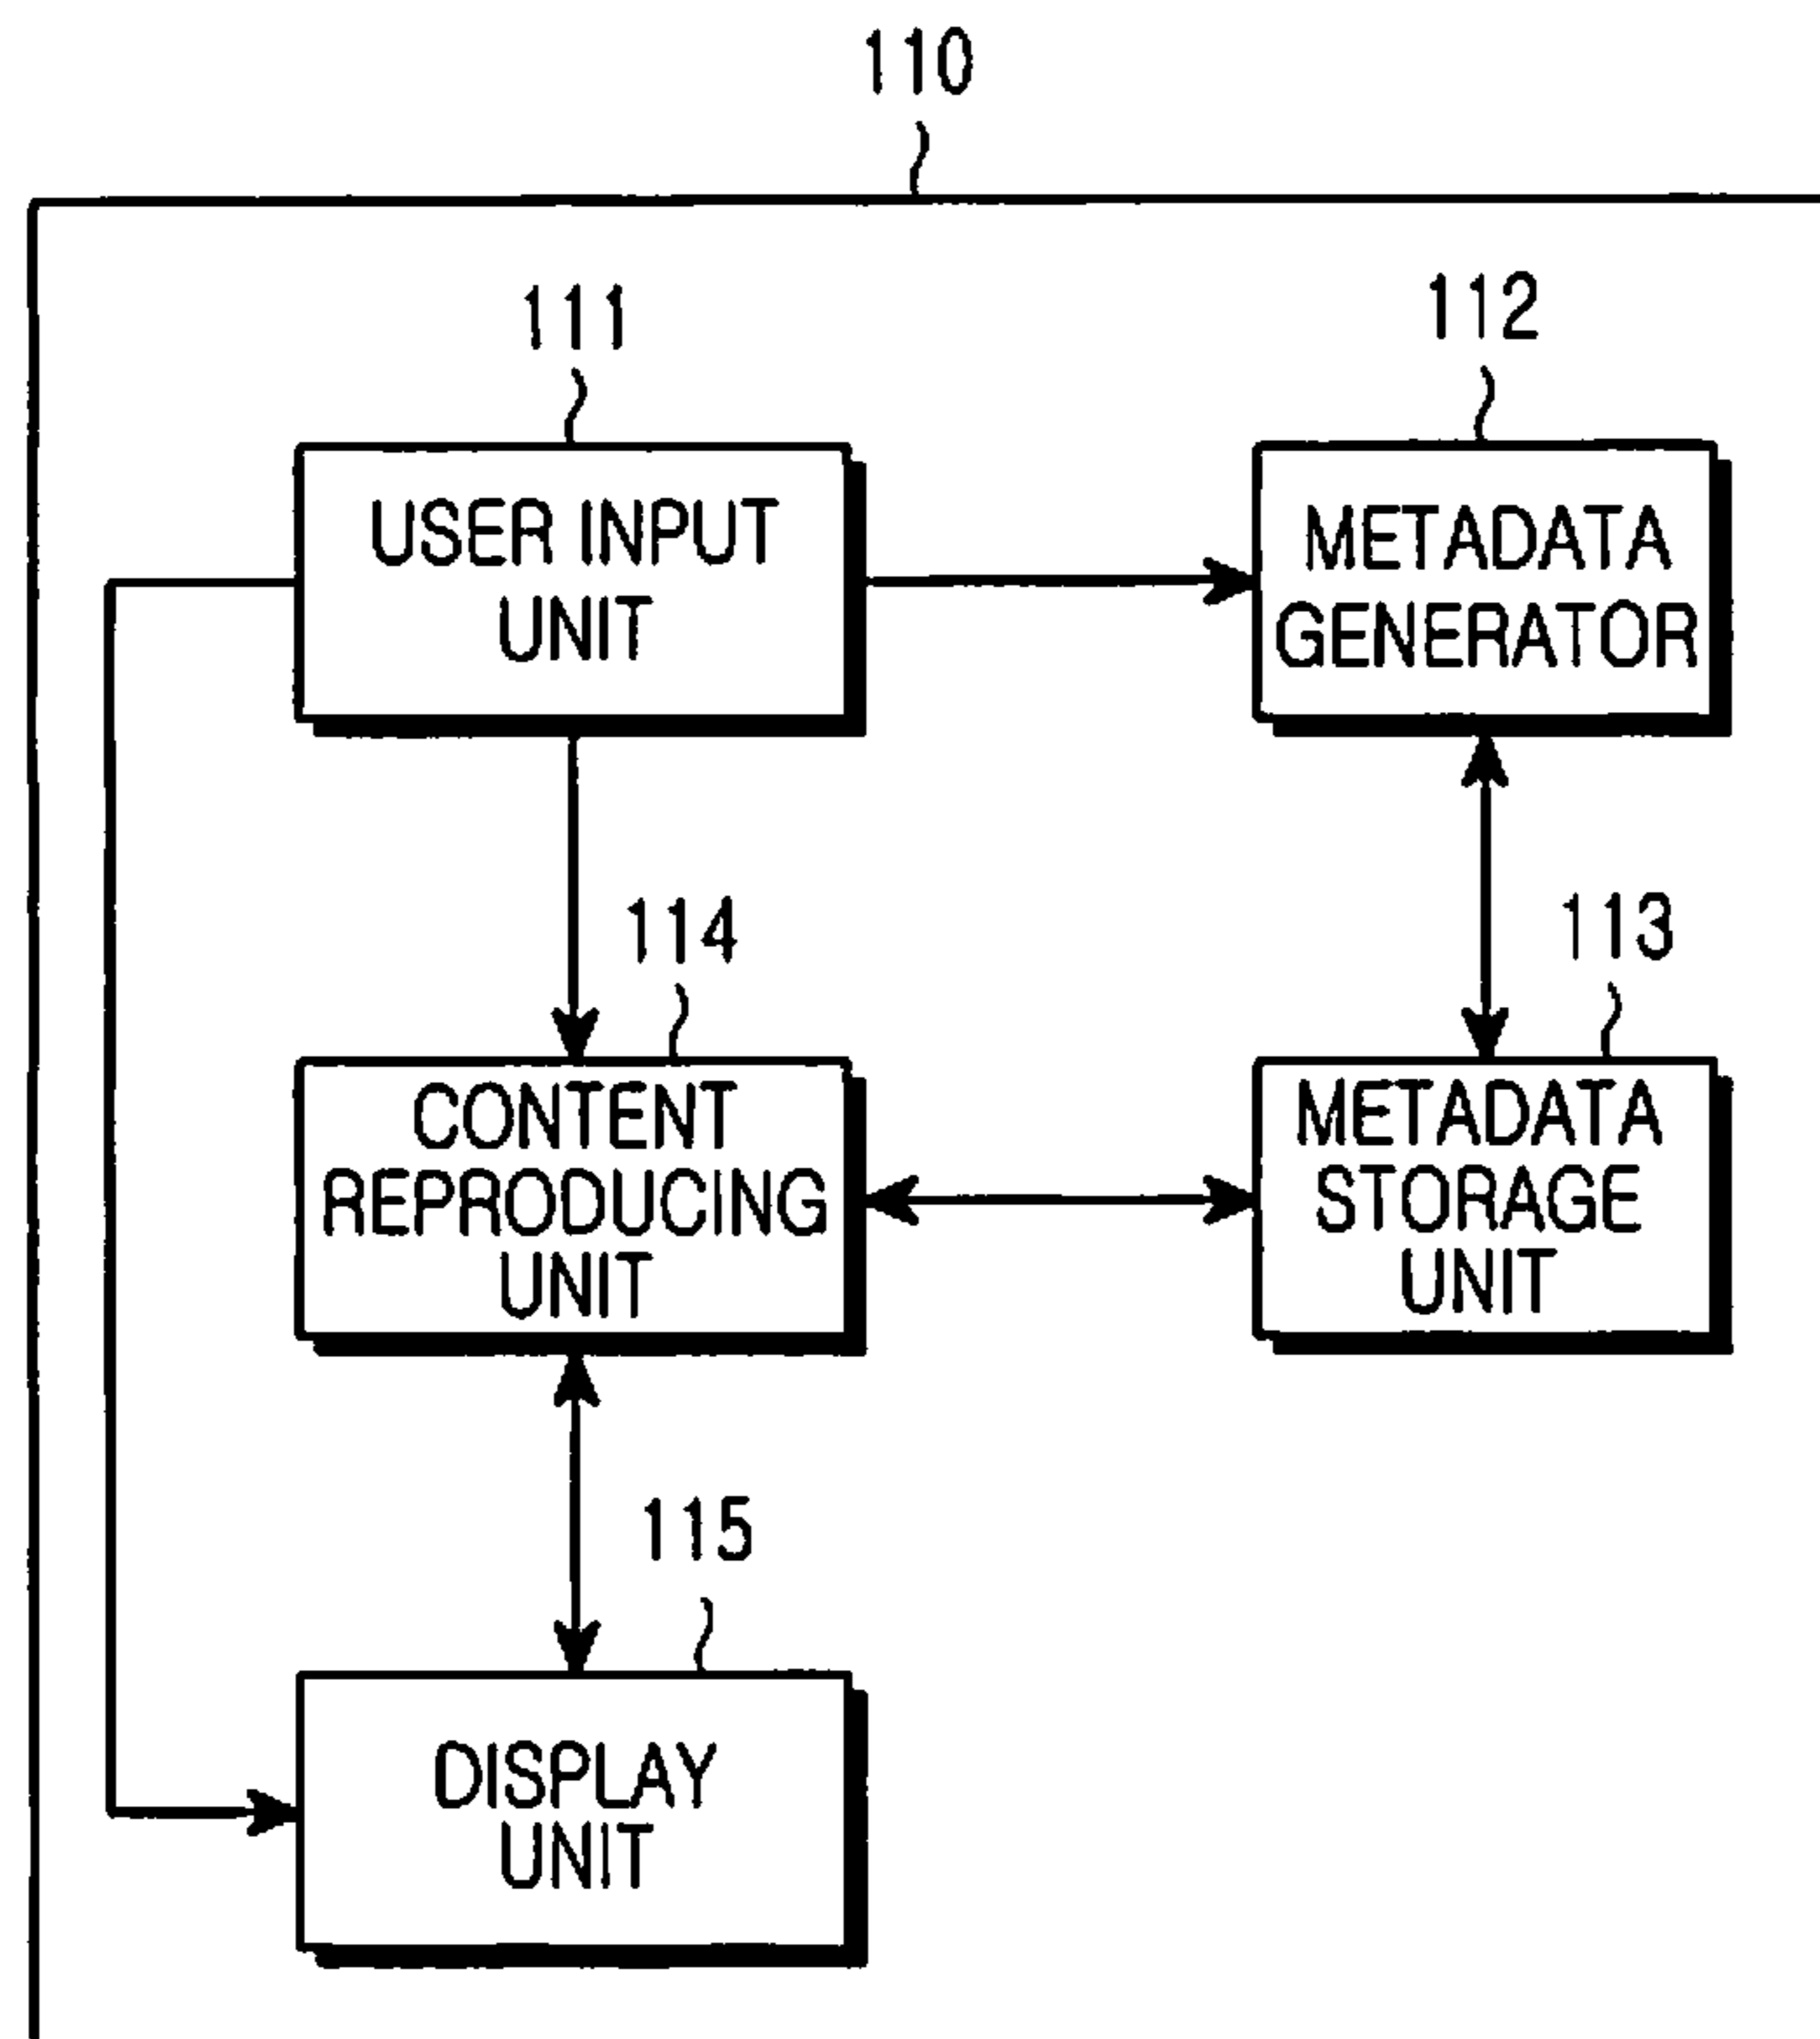 110
111
112
USER INPUT
UNIT
METADATA
GENERATOR
114
113
CONTENT
REPRODUCING
UNIT
METADATA
STORAGE
UNIT
115
DISPLAY
UNIT